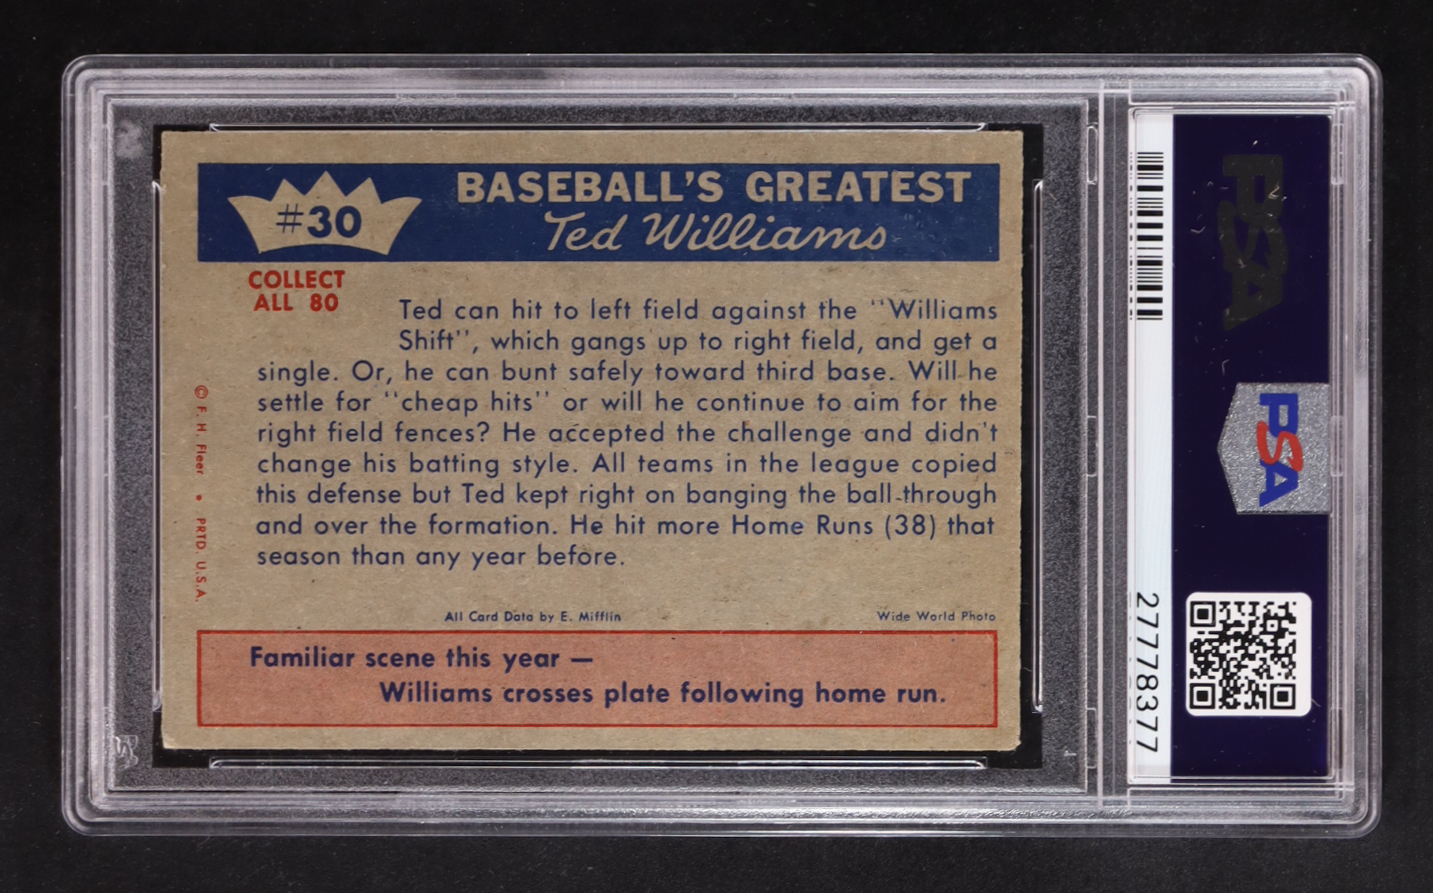 BASEBALL'S GREATEST
#30
Ted Williams
COLLECT
ALL 80
Ted can hit to left field against the "Williams
Shift", which gangs up to right field, and get a
single. Or, he can bunt safely toward third base. Will he
settle for "cheap hits" or will he continue to aim for the
right field fences? He accepted the challenge and didn't
change his batting style. All teams in the league copied
this defense but Ted kept right on banging the ball through
and over the formation. He hit more Home Runs (38) that
season than any year before.
© F. H. Fleer • PRTD. U.S.A.
All Card Data by E. Mifflin
Wide World Photo
Familiar scene this year —
Williams crosses plate following home run.
PSA
PSA
27778377